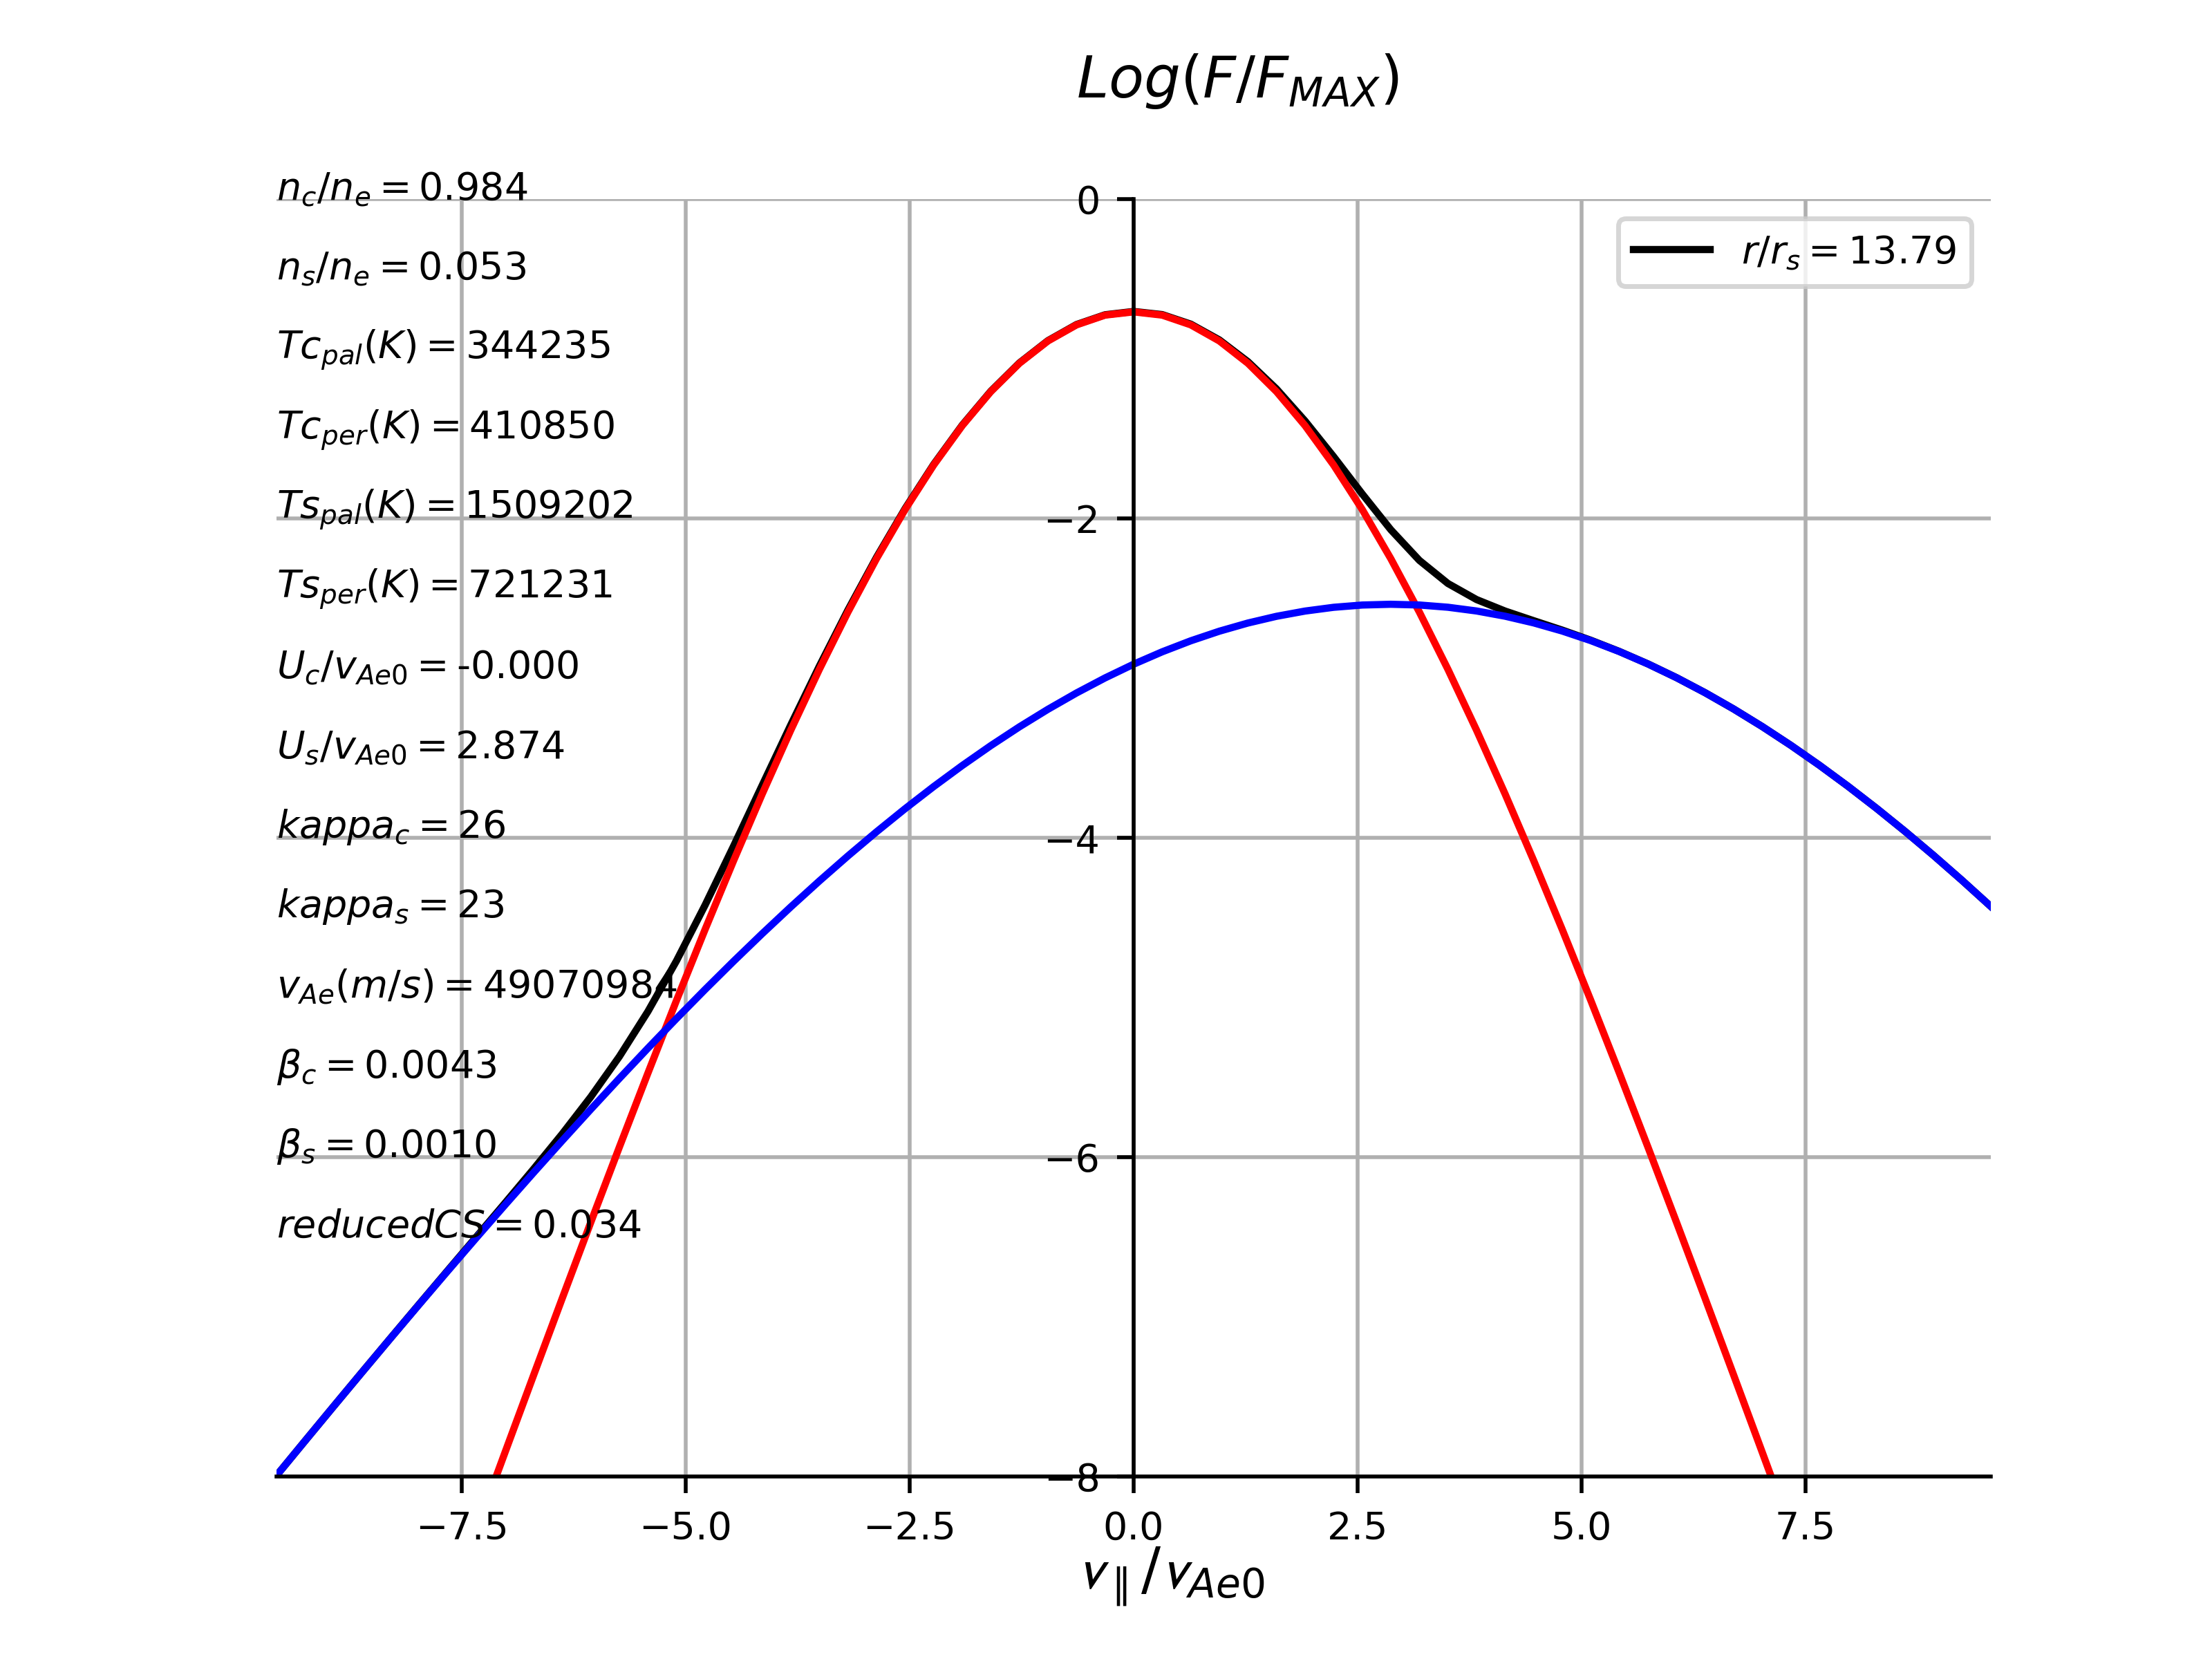 Log(F/F_MAX)
n_c/n_e = 0.984
n_s/n_e = 0.053
Tc_pal(K) = 344235
Tc_per(K) = 410850
Ts_pal(K) = 1509202
Ts_per(K) = 721231
U_c/v_Ae0 = -0.000
U_s/v_Ae0 = 2.874
kappa_c = 26
kappa_s = 23
v_Ae(m/s) = 49070984
β_c = 0.0043
β_s = 0.0010
reducedCS = 0.034
r/r_s = 13.79
0
−2
−4
−6
−8
−7.5 −5.0 −2.5 0.0 2.5 5.0 7.5
v_∥/v_Ae0